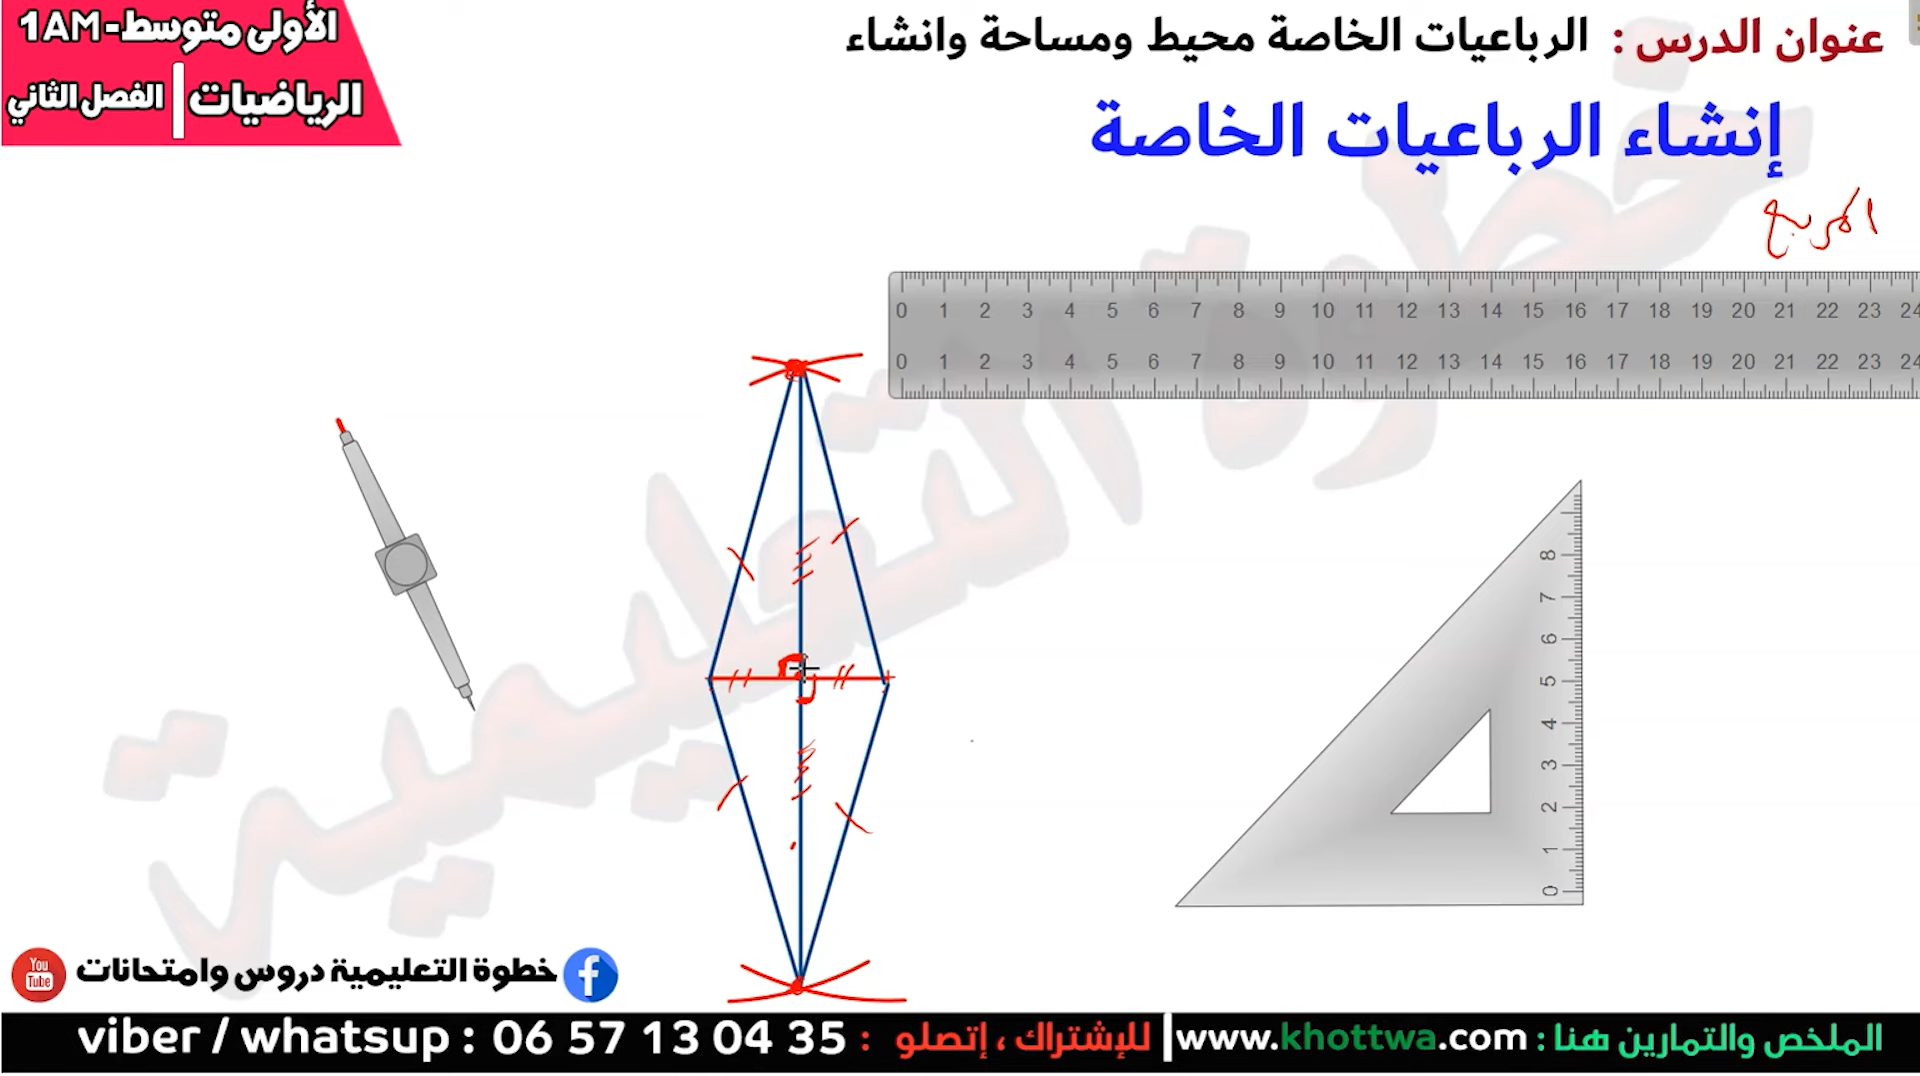 الأولى متوسط-1AM
الرياضيات | الفصل الثاني
عنوان الدرس : الرباعيات الخاصة محيط ومساحة وانشاء
إنشاء الرباعيات الخاصة
المربع
0 1 2 3 4 5 6 7 8 9 10 11 12 13 14 15 16 17 18 19 20 21 22 23 24
0 1 2 3 4 5 6 7 8 9 10 11 12 13 14 15 16 17 18 19 20 21 22 23 24
8
7
6
5
4
3
2
1
0
خطوة التعليمية
You
Tube
خطوة التعليمية دروس وامتحانات
f
الملخص والتمارين هنا : www.khottwa.com | للإشتراك ، إتصلو : viber / whatsup : 06 57 13 04 35